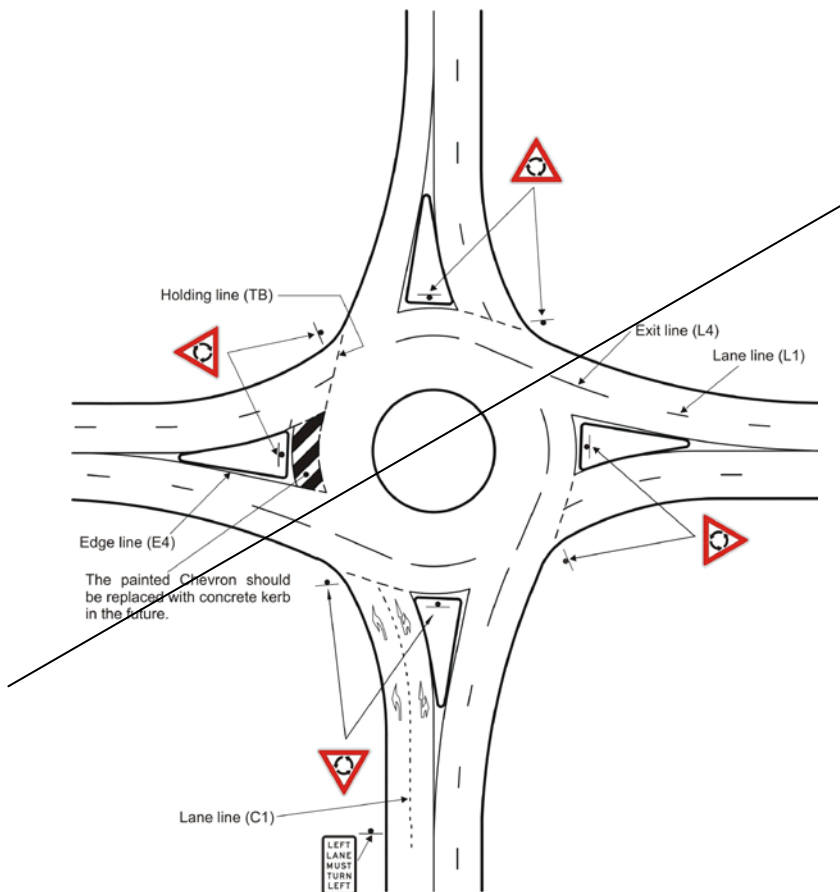 Holding line (TB)
Exit line (L4)
Lane line (L1)
Edge line (E4)
The painted Chevron should
be replaced with concrete kerb
in the future.
Lane line (C1)
LEFT
LANE
MUST
TURN
LEFT